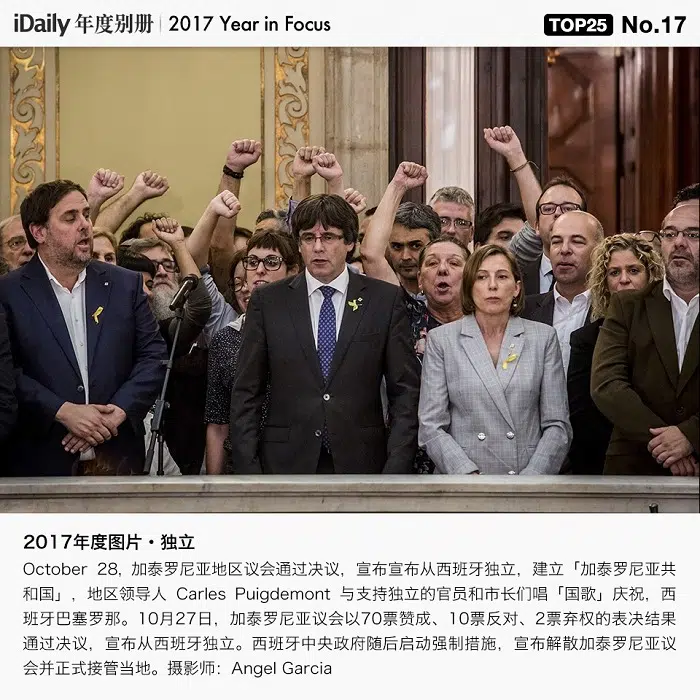 iDaily 年度别册 | 2017 Year in Focus
TOP25 No.17
2017年度图片·独立
October 28, 加泰罗尼亚地区议会通过决议，宣布宣布从西班牙独立，建立「加泰罗尼亚共
和国」，地区领导人 Carles Puigdemont 与支持独立的官员和市长们唱「国歌」庆祝，西
班牙巴塞罗那。10月27日，加泰罗尼亚议会以70票赞成、10票反对、2票弃权的表决结果
通过决议，宣布从西班牙独立。西班牙中央政府随后启动强制措施，宣布解散加泰罗尼亚议
会并正式接管当地。摄影师：Angel Garcia